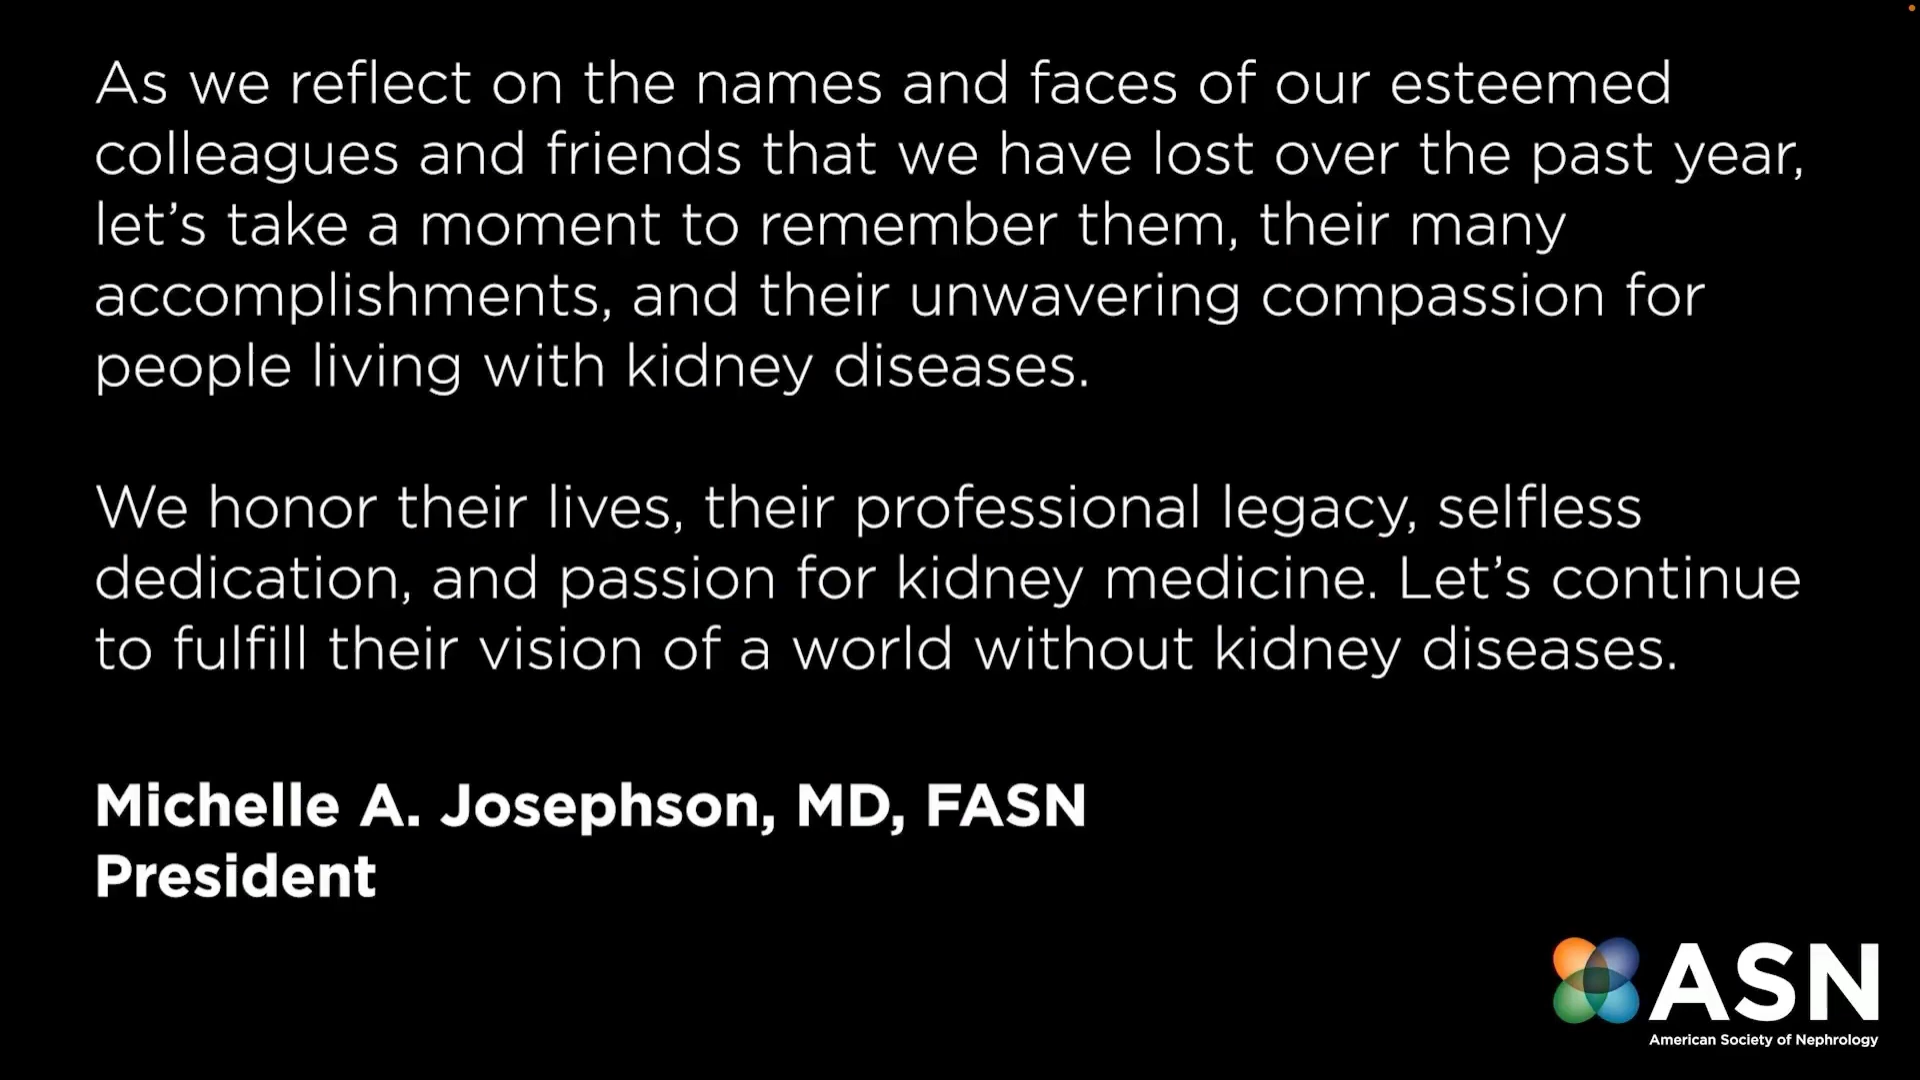 As we reflect on the names and faces of our esteemed
colleagues and friends that we have lost over the past year,
let’s take a moment to remember them, their many
accomplishments, and their unwavering compassion for
people living with kidney diseases.
We honor their lives, their professional legacy, selfless
dedication, and passion for kidney medicine. Let’s continue
to fulfill their vision of a world without kidney diseases.
Michelle A. Josephson, MD, FASN
President
ASN
American Society of Nephrology